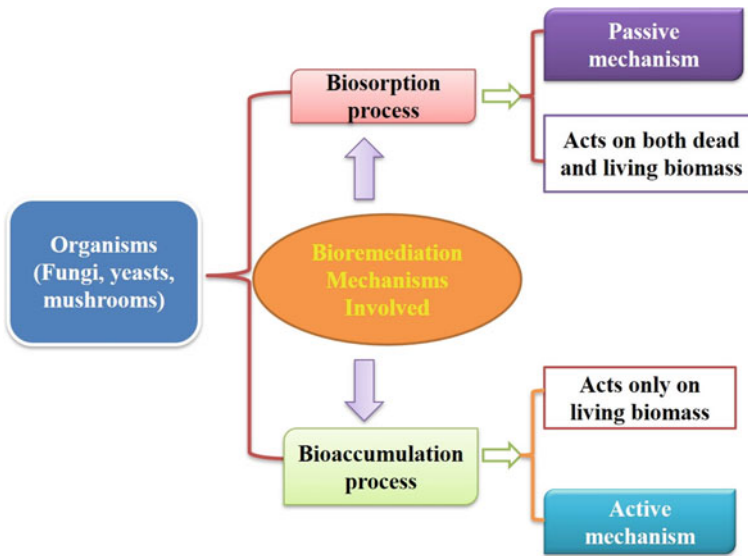 Organisms
(Fungi, yeasts,
mushrooms)
Biosorption
process
Passive
mechanism
Acts on both dead
and living biomass
Bioremediation
Mechanisms
Involved
Bioaccumulation
process
Acts only on
living biomass
Active
mechanism